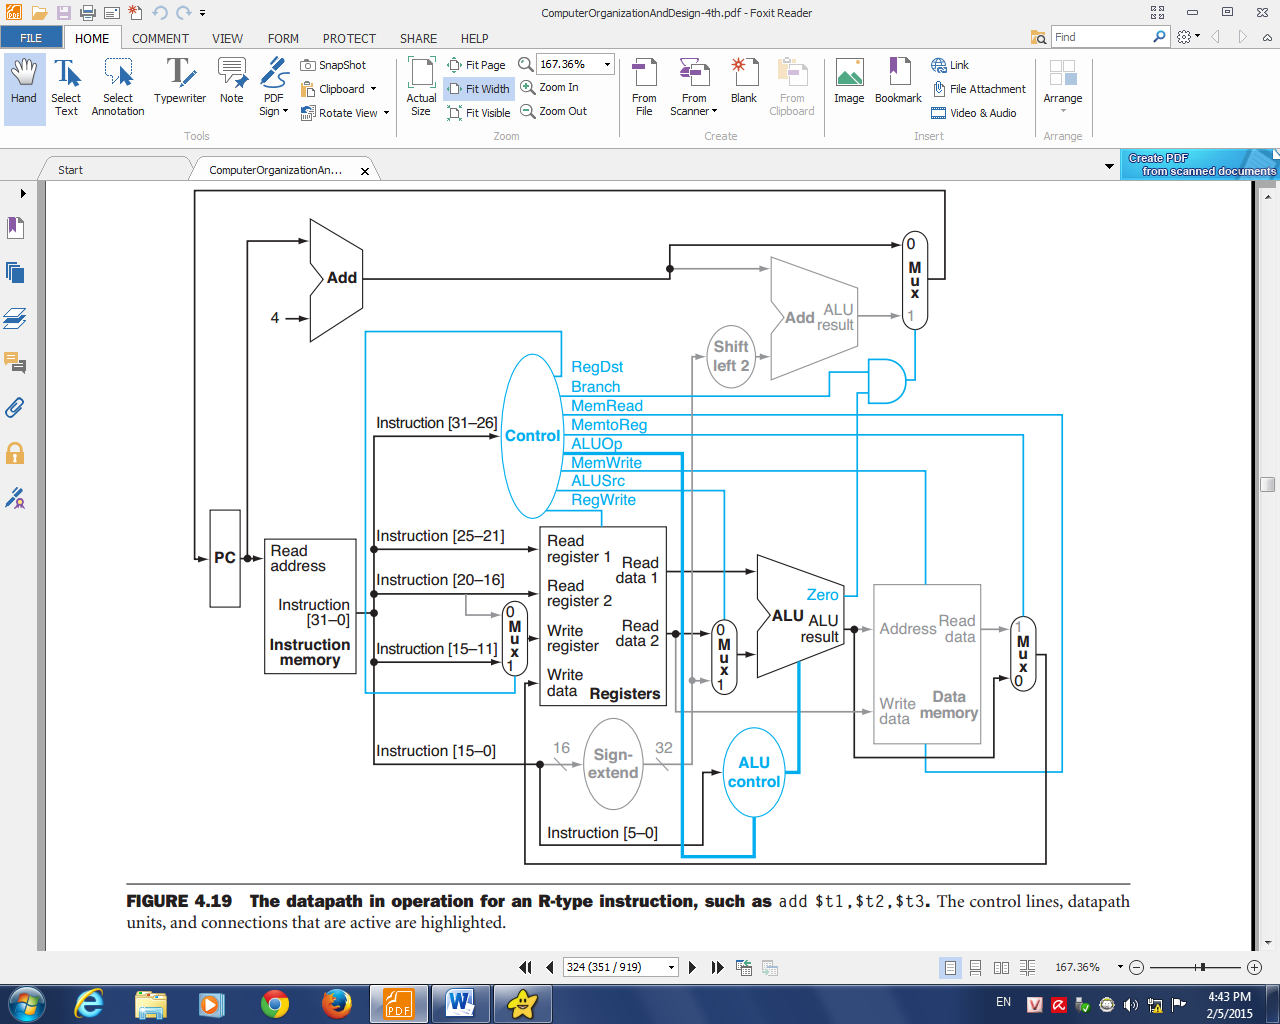 ComputerOrganizationAndDesign-4th.pdf - Foxit Reader
FILE HOME COMMENT VIEW FORM PROTECT SHARE HELP Find
Hand
Select Text
Select Annotation
Typewriter
Note
PDF Sign
SnapShot
Clipboard
Rotate View
Tools
Actual Size
Fit Page
Fit Width
Fit Visible
167.36%
Zoom In
Zoom Out
Zoom
From File
From Scanner
Blank
From Clipboard
Create
Image
Bookmark
Link
File Attachment
Video & Audio
Insert
Arrange
Arrange
Start
ComputerOrganizationAn...
Create PDF
from scanned documents
Add
4
0
Mux
1
Add ALU result
Shift left 2
RegDst
Branch
MemRead
MemtoReg
ALUOp
MemWrite
ALUSrc
RegWrite
Instruction [31–26]
Control
PC
Read address
Instruction [31–0]
Instruction memory
Instruction [25–21]
Instruction [20–16]
Instruction [15–11]
Instruction [15–0]
0
Mux
1
Read register 1
Read register 2
Write register
Write data
Read data 1
Read data 2
Registers
0
Mux
1
Zero
ALU ALU result
Address
Read data
Write data
Data memory
1
Mux
0
16
Sign-extend
32
ALU control
Instruction [5–0]
FIGURE 4.19 The datapath in operation for an R-type instruction, such as add $t1,$t2,$t3. The control lines, datapath
units, and connections that are active are highlighted.
324 (351 / 919)
167.36%
PDF
EN
4:43 PM
2/5/2015